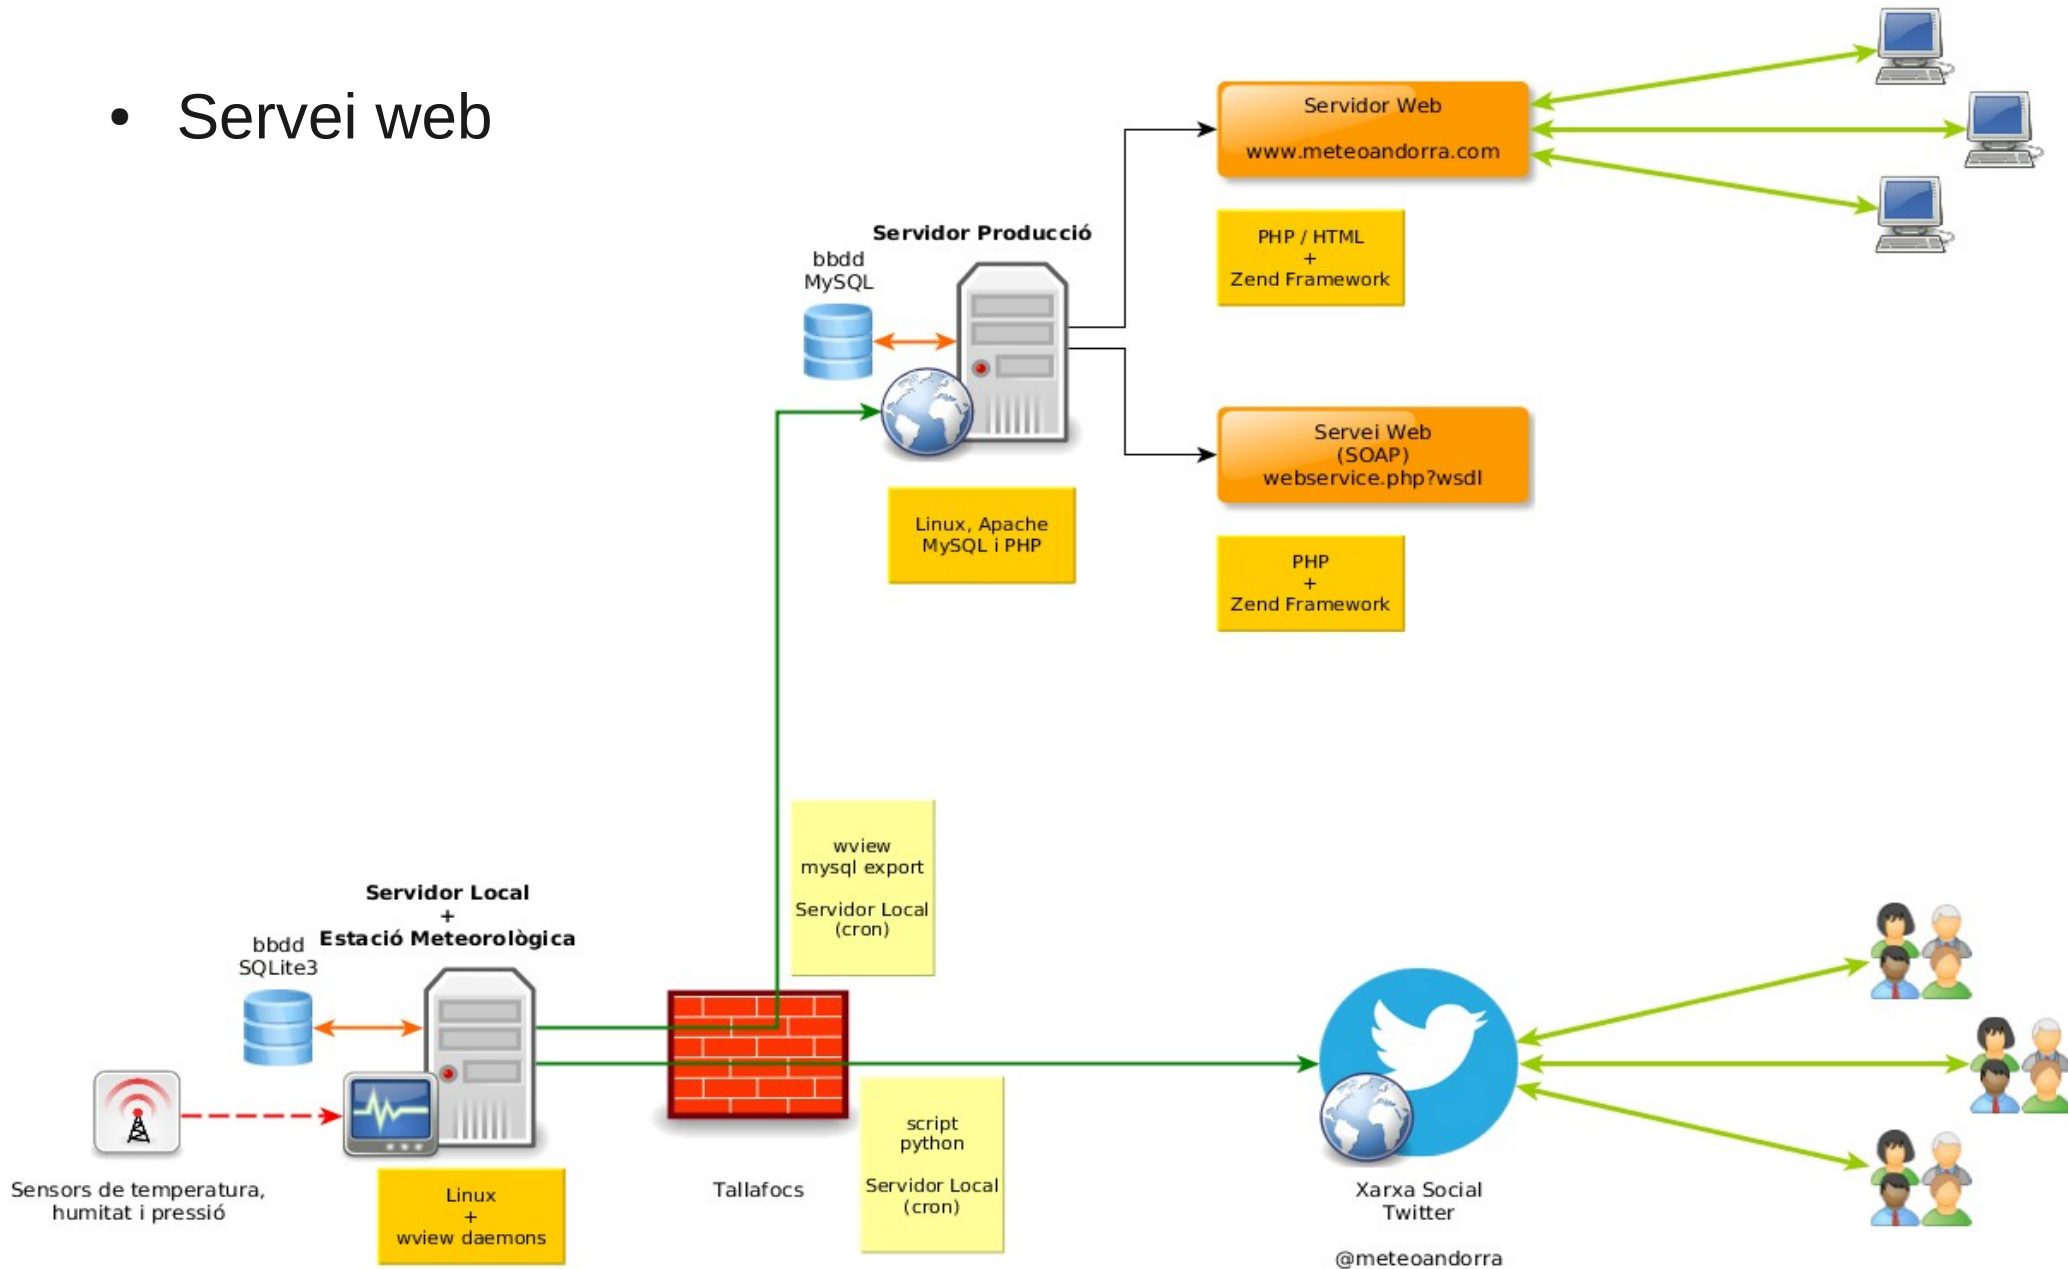 • Servei web
Servidor Web
www.meteoandorra.com
PHP / HTML
+
Zend Framework
Servidor Producció
bbdd
MySQL
Linux, Apache
MySQL i PHP
Servei Web
(SOAP)
webservice.php?wsdl
PHP
+
Zend Framework
wview
mysql export
Servidor Local
(cron)
Servidor Local
+
Estació Meteorològica
bbdd
SQLite3
Sensors de temperatura,
humitat i pressió
Linux
+
wview daemons
Tallafocs
script
python
Servidor Local
(cron)
Xarxa Social
Twitter
@meteoandorra